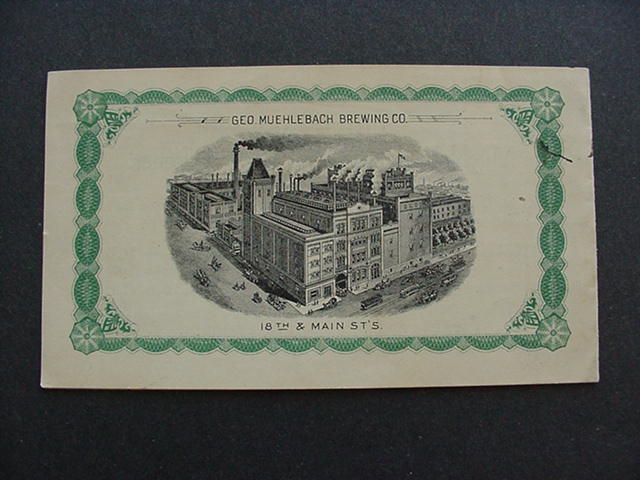 GEO. MUEHLEBACH BREWING CO.
18TH & MAIN ST'S.